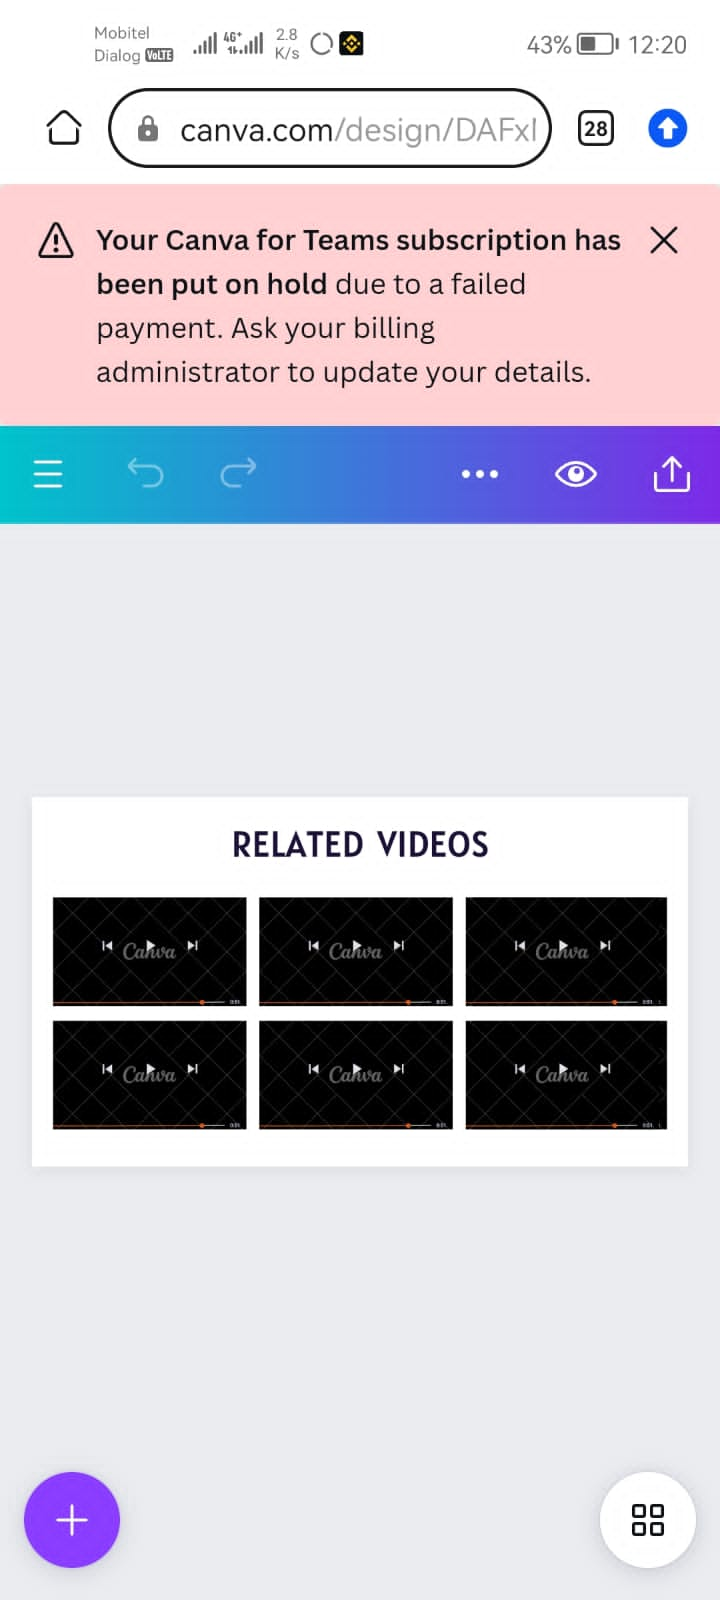 Mobitel
Dialog VoLTE 4G+ 2.8 K/s 43% 12:20
canva.com/design/DAFxl 28
Your Canva for Teams subscription has
been put on hold due to a failed
payment. Ask your billing
administrator to update your details.
RELATED VIDEOS
Canva Canva Canva
Canva Canva Canva